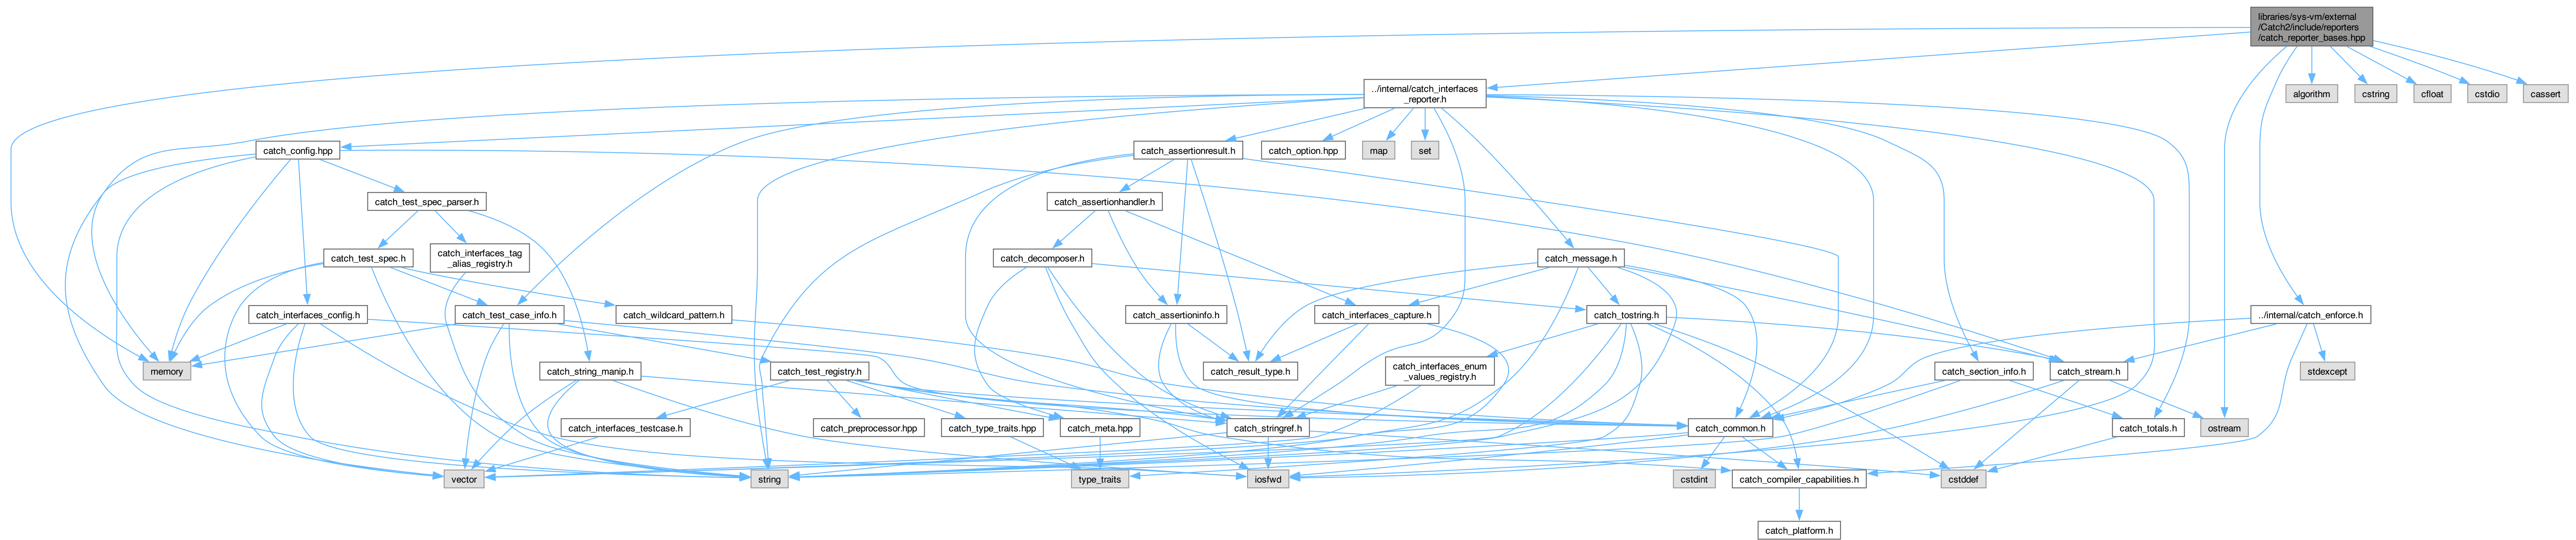 libraries/sys-vm/external
/Catch2/include/reporters
/catch_reporter_bases.hpp
../internal/catch_interfaces
_reporter.h
algorithm
cstring
cfloat
cstdio
cassert
catch_config.hpp
catch_assertionresult.h
catch_option.hpp
map
set
catch_test_spec_parser.h
catch_assertionhandler.h
catch_test_spec.h
catch_interfaces_tag
_alias_registry.h
catch_decomposer.h
catch_message.h
catch_interfaces_config.h
catch_test_case_info.h
catch_wildcard_pattern.h
catch_assertioninfo.h
catch_interfaces_capture.h
catch_tostring.h
../internal/catch_enforce.h
memory
catch_string_manip.h
catch_test_registry.h
catch_result_type.h
catch_interfaces_enum
_values_registry.h
catch_section_info.h
catch_stream.h
stdexcept
catch_interfaces_testcase.h
catch_preprocessor.hpp
catch_type_traits.hpp
catch_meta.hpp
catch_stringref.h
catch_common.h
catch_totals.h
ostream
vector
string
type_traits
iosfwd
cstdint
catch_compiler_capabilities.h
cstddef
catch_platform.h